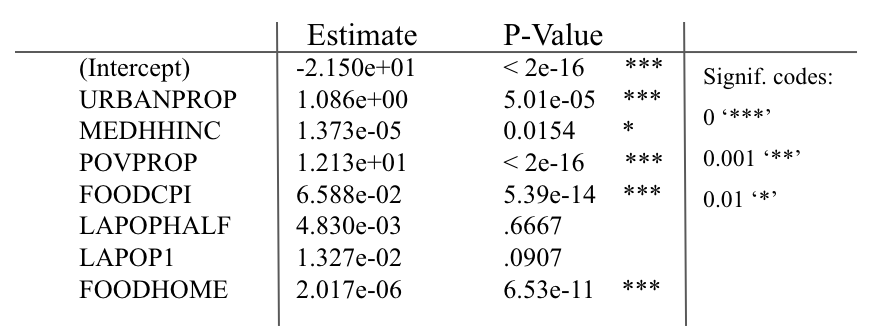 Estimate P-Value
(Intercept) -2.150e+01 < 2e-16 ***
URBANPROP 1.086e+00 5.01e-05 ***
MEDHHINC 1.373e-05 0.0154 *
POVPROP 1.213e+01 < 2e-16 ***
FOODCPI 6.588e-02 5.39e-14 ***
LAPOPHALF 4.830e-03 .6667
LAPOP1 1.327e-02 .0907
FOODHOME 2.017e-06 6.53e-11 ***
Signif. codes:
0 ‘***’
0.001 ‘**’
0.01 ‘*’